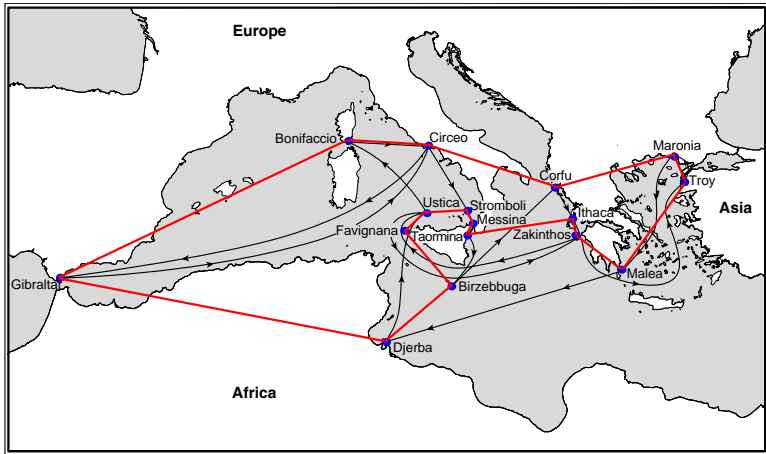 Europe
Bonifaccio
Circeo
Maronia
Troy
Corfu
Asia
Ustica
Stromboli
Messina
Ithaca
Favignana
Taormina
Zakinthos
Gibraltar
Malea
Birzebbuga
Djerba
Africa